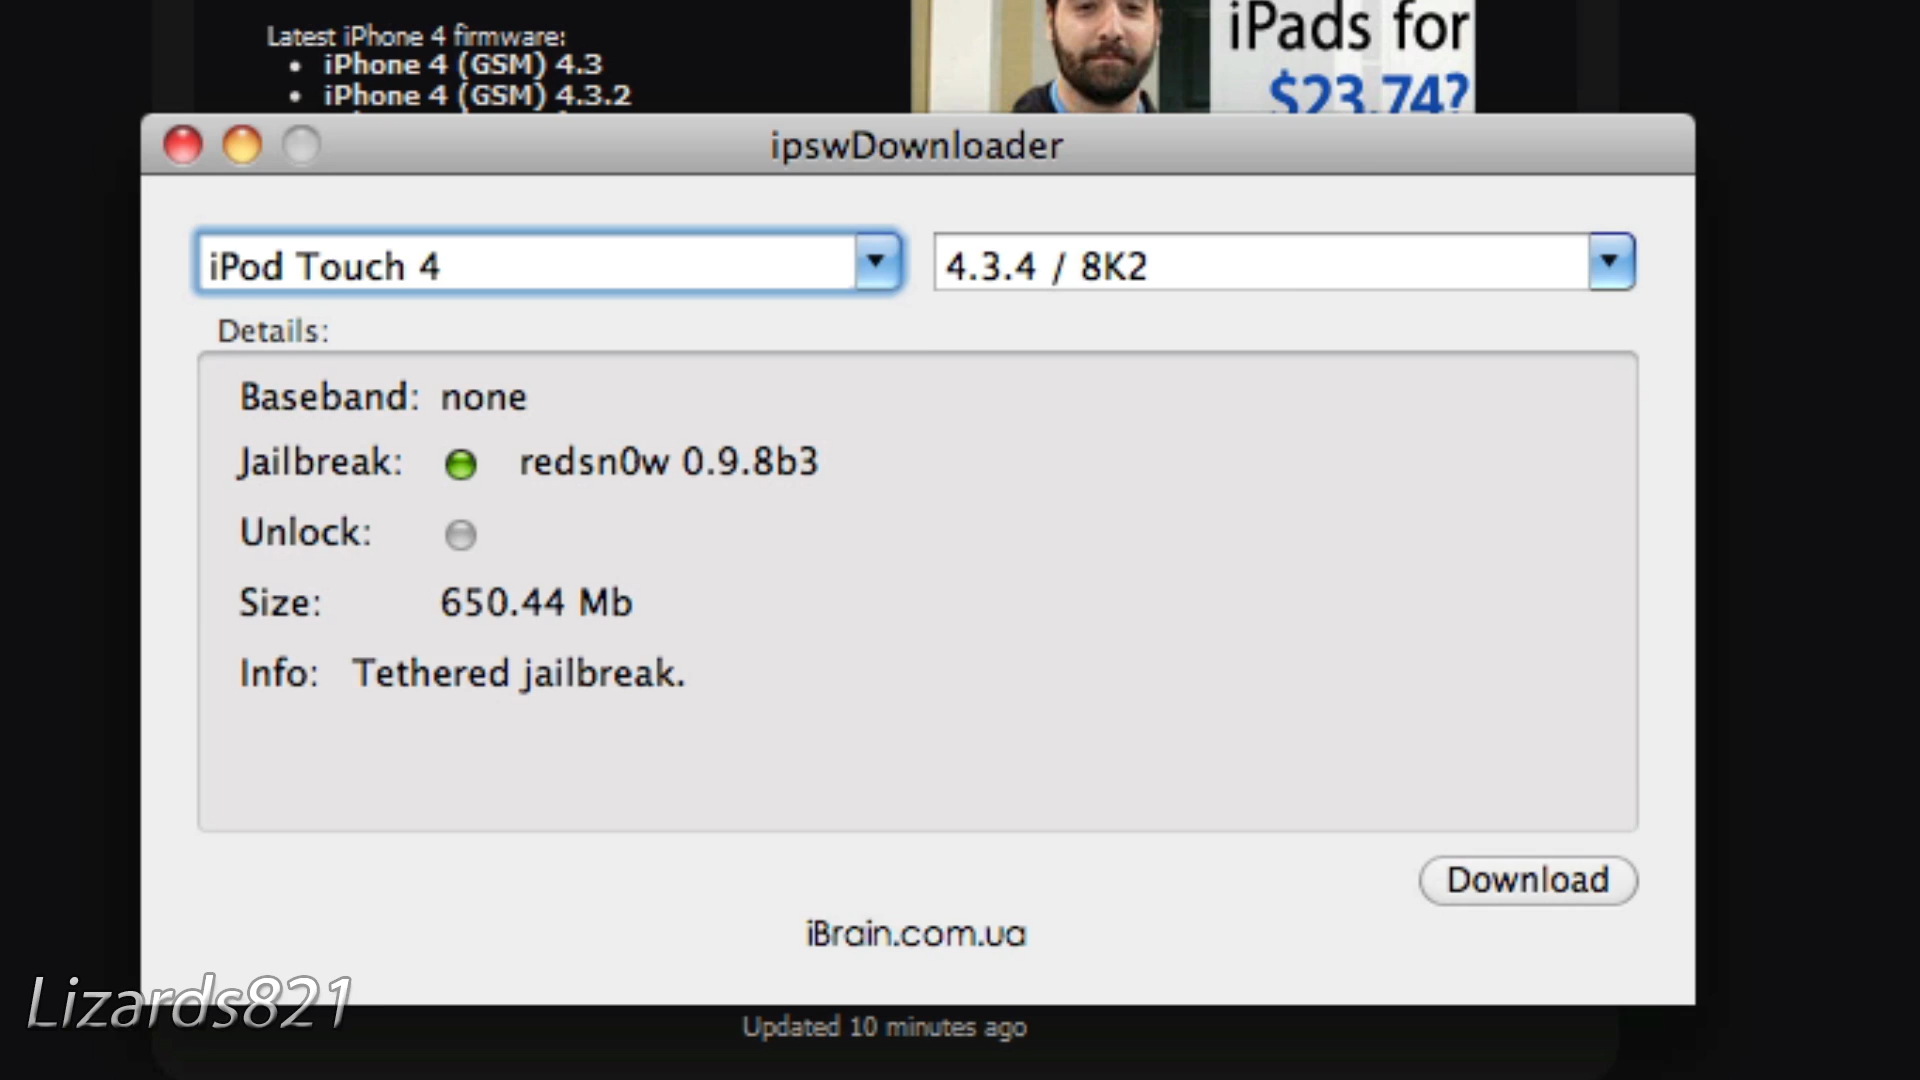 Latest iPhone 4 firmware:
• iPhone 4 (GSM) 4.3
• iPhone 4 (GSM) 4.3.2
iPads for
$23.74?
ipswDownloader
iPod Touch 4
4.3.4 / 8K2
Details:
Baseband: none
Jailbreak: redsn0w 0.9.8b3
Unlock:
Size: 650.44 Mb
Info: Tethered jailbreak.
Download
iBrain.com.ua
Lizards821
Updated 10 minutes ago